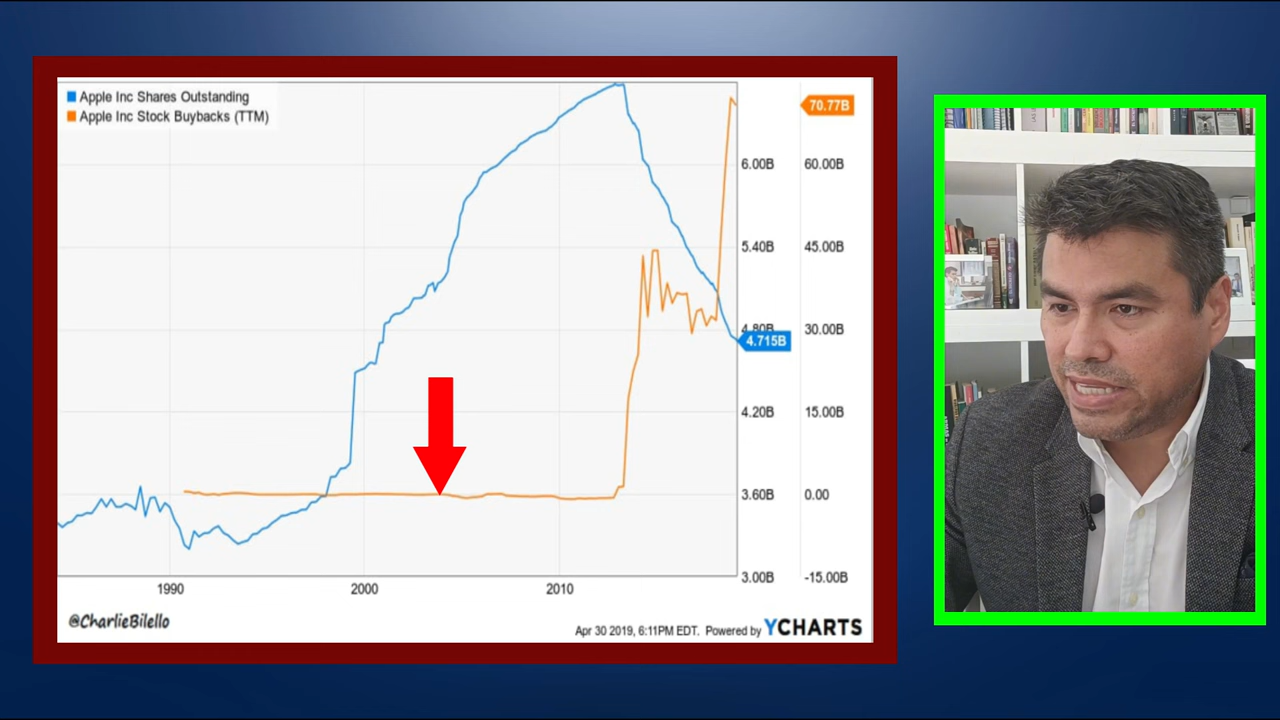 Apple Inc Shares Outstanding
Apple Inc Stock Buybacks (TTM)
70.77B
6.00B 60.00B
5.40B 45.00B
4.80B 30.00B
4.715B
4.20B 15.00B
3.60B 0.00
3.00B -15.00B
1990 2000 2010
@CharlieBilello
Apr 30 2019, 6:11PM EDT. Powered by YCHARTS